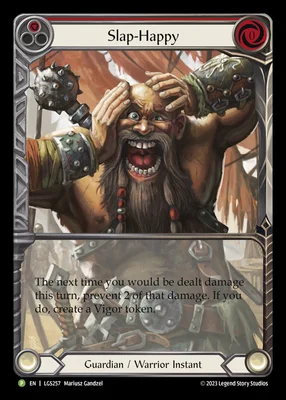 Slap-Happy
The next time you would be dealt damage
this turn, prevent 2 of that damage. If you
do, create a Vigor token.
Guardian / Warrior Instant
P EN | LGS257 Mariusz Gandzel © 2023 Legend Story Studios